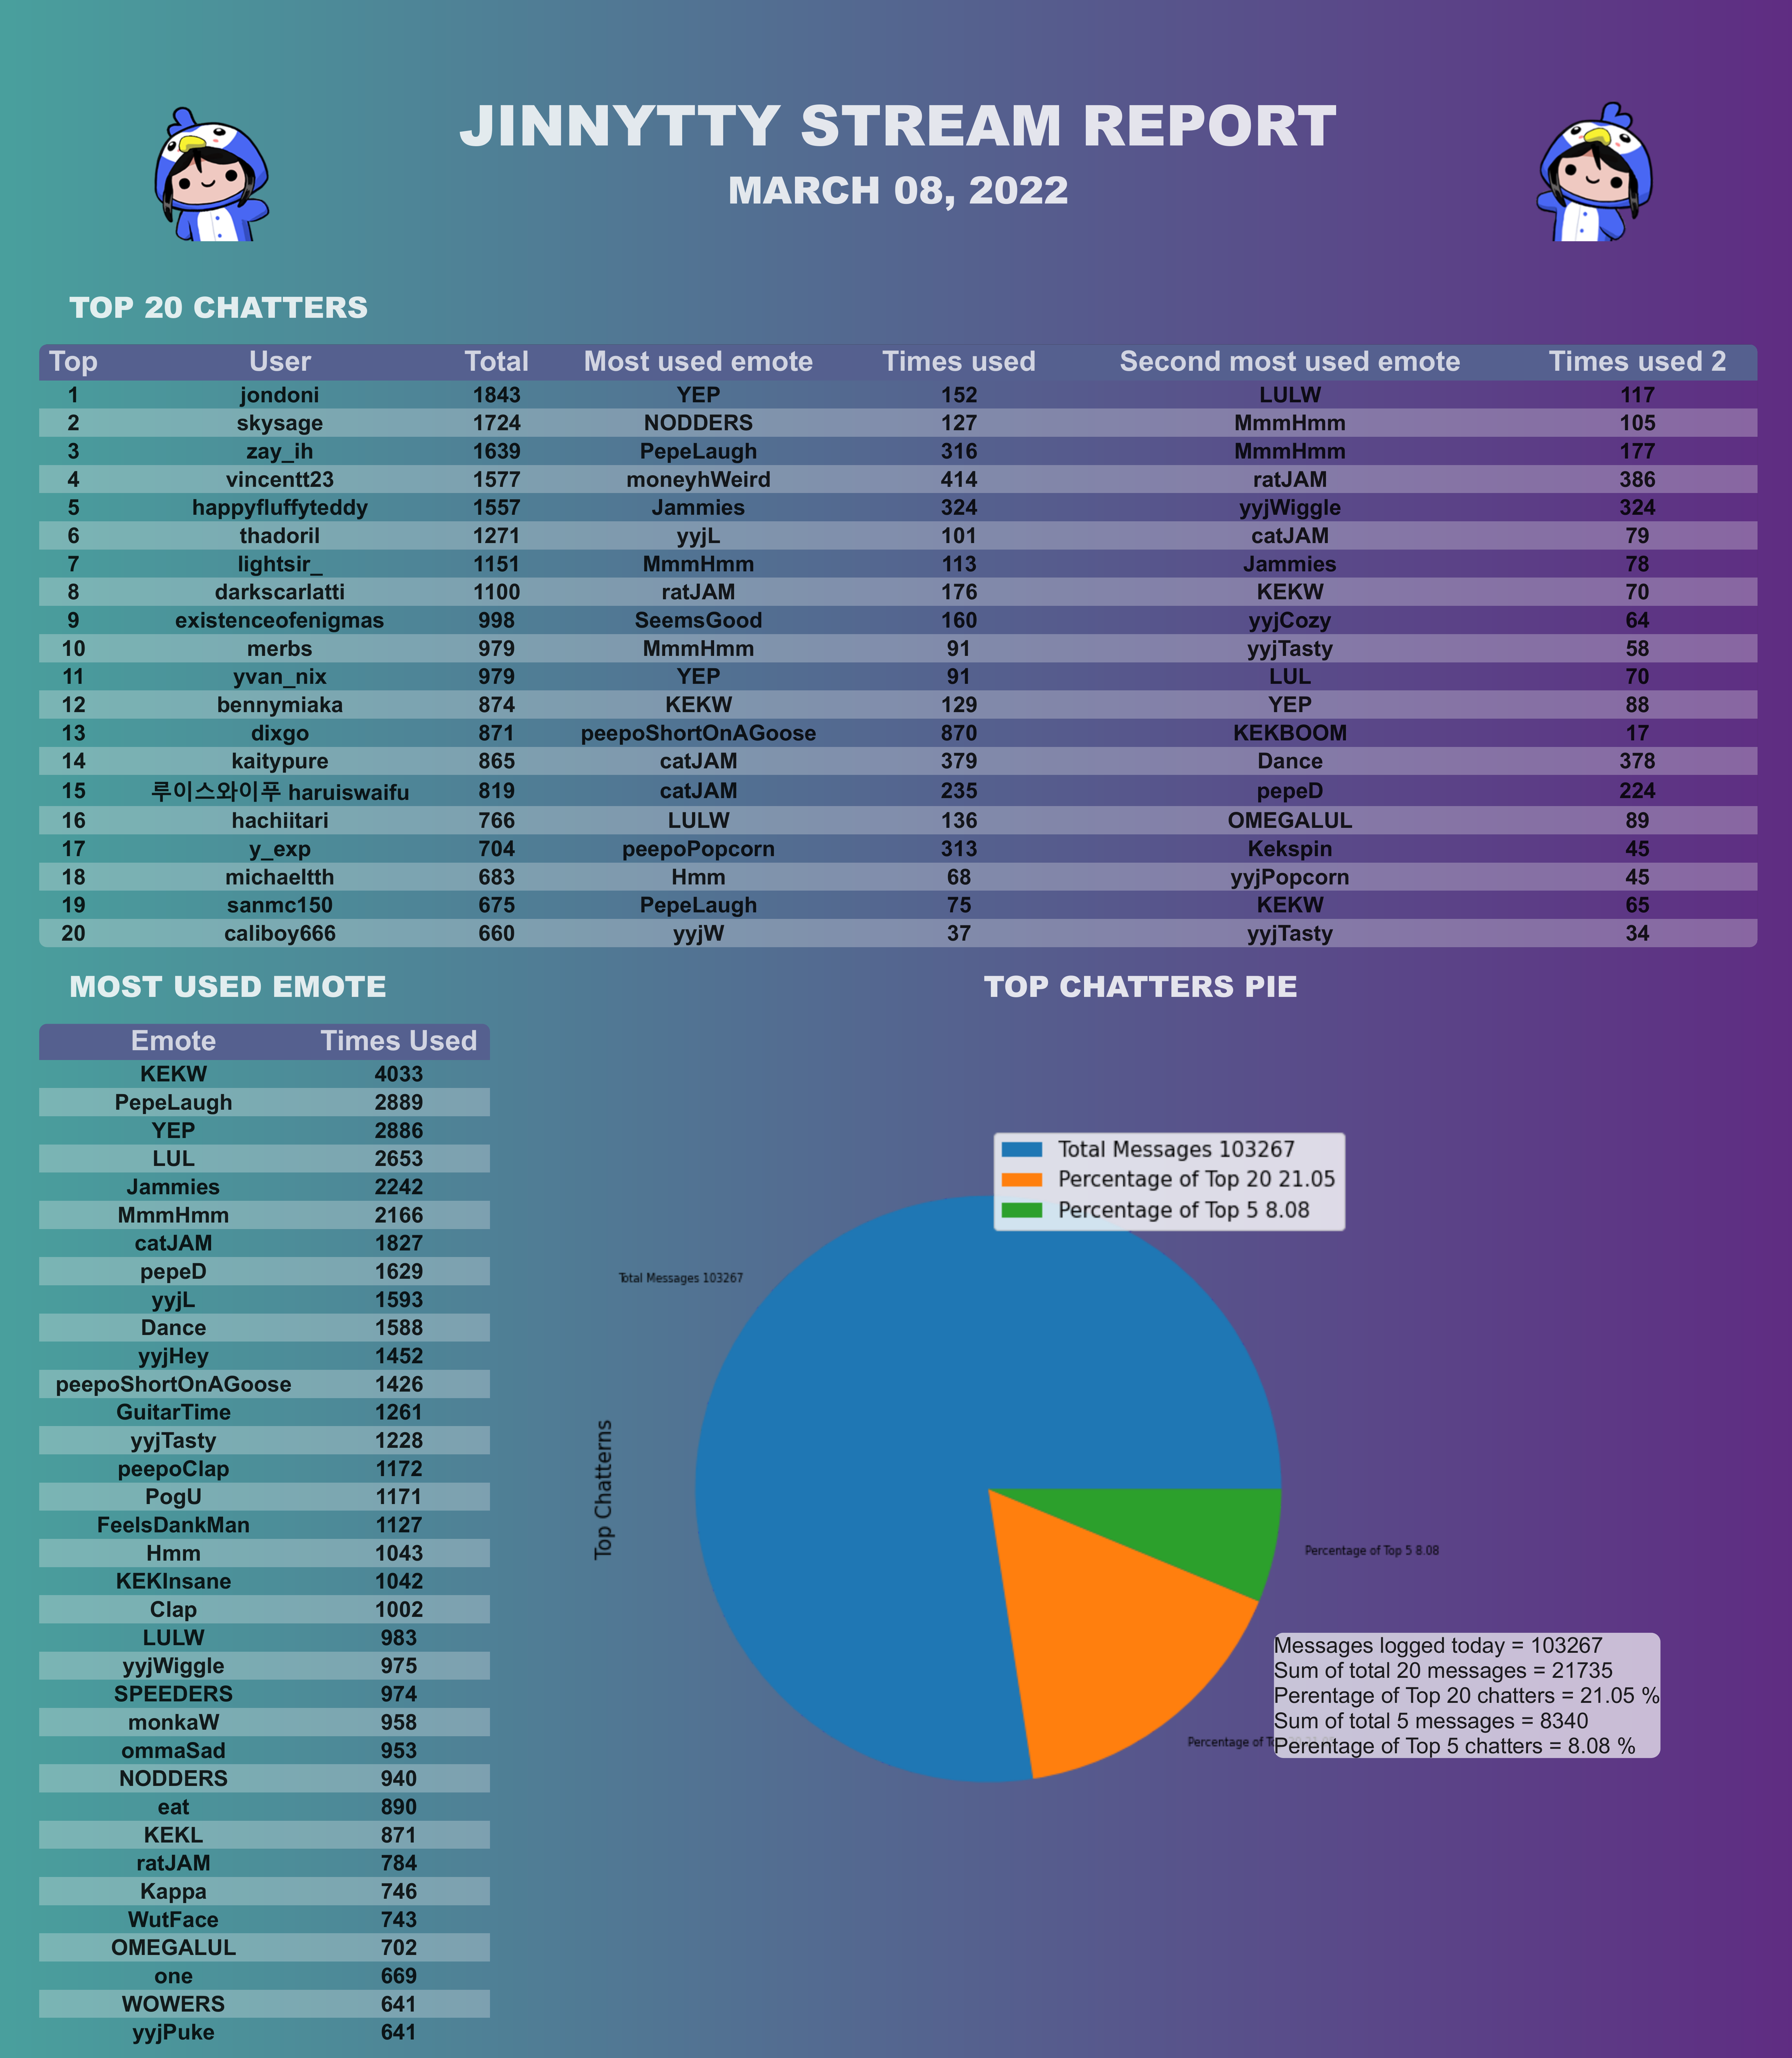 JINNYTTY STREAM REPORT
MARCH 08, 2022
TOP 20 CHATTERS
Top User Total Most used emote Times used Second most used emote Times used 2
1 jondoni 1843 YEP 152 LULW 117
2 skysage 1724 NODDERS 127 MmmHmm 105
3 zay_ih 1639 PepeLaugh 316 MmmHmm 177
4 vincentt23 1577 moneyhWeird 414 ratJAM 386
5 happyfluffyteddy 1557 Jammies 324 yyjWiggle 324
6 thadoril 1271 yyjL 101 catJAM 79
7 lightsir_ 1151 MmmHmm 113 Jammies 78
8 darkscarlatti 1100 ratJAM 176 KEKW 70
9 existenceofenigmas 998 SeemsGood 160 yyjCozy 64
10 merbs 979 MmmHmm 91 yyjTasty 58
11 yvan_nix 979 YEP 91 LUL 70
12 bennymiaka 874 KEKW 129 YEP 88
13 dixgo 871 peepoShortOnAGoose 870 KEKBOOM 17
14 kaitypure 865 catJAM 379 Dance 378
15 루이스와이푸 haruiswaifu 819 catJAM 235 pepeD 224
16 hachiitari 766 LULW 136 OMEGALUL 89
17 y_exp 704 peepoPopcorn 313 Kekspin 45
18 michaeltth 683 Hmm 68 yyjPopcorn 45
19 sanmc150 675 PepeLaugh 75 KEKW 65
20 caliboy666 660 yyjW 37 yyjTasty 34
MOST USED EMOTE
Emote Times Used
KEKW 4033
PepeLaugh 2889
YEP 2886
LUL 2653
Jammies 2242
MmmHmm 2166
catJAM 1827
pepeD 1629
yyjL 1593
Dance 1588
yyjHey 1452
peepoShortOnAGoose 1426
GuitarTime 1261
yyjTasty 1228
peepoClap 1172
PogU 1171
FeelsDankMan 1127
Hmm 1043
KEKInsane 1042
Clap 1002
LULW 983
yyjWiggle 975
SPEEDERS 974
monkaW 958
ommaSad 953
NODDERS 940
eat 890
KEKL 871
ratJAM 784
Kappa 746
WutFace 743
OMEGALUL 702
one 669
WOWERS 641
yyjPuke 641
TOP CHATTERS PIE
Total Messages 103267
Percentage of Top 20 21.05
Percentage of Top 5 8.08
Total Messages 103267
Top Chatterns
Percentage of Top 5 8.08
Percentage of
Messages logged today = 103267
Sum of total 20 messages = 21735
Perentage of Top 20 chatters = 21.05 %
Sum of total 5 messages = 8340
Perentage of Top 5 chatters = 8.08 %